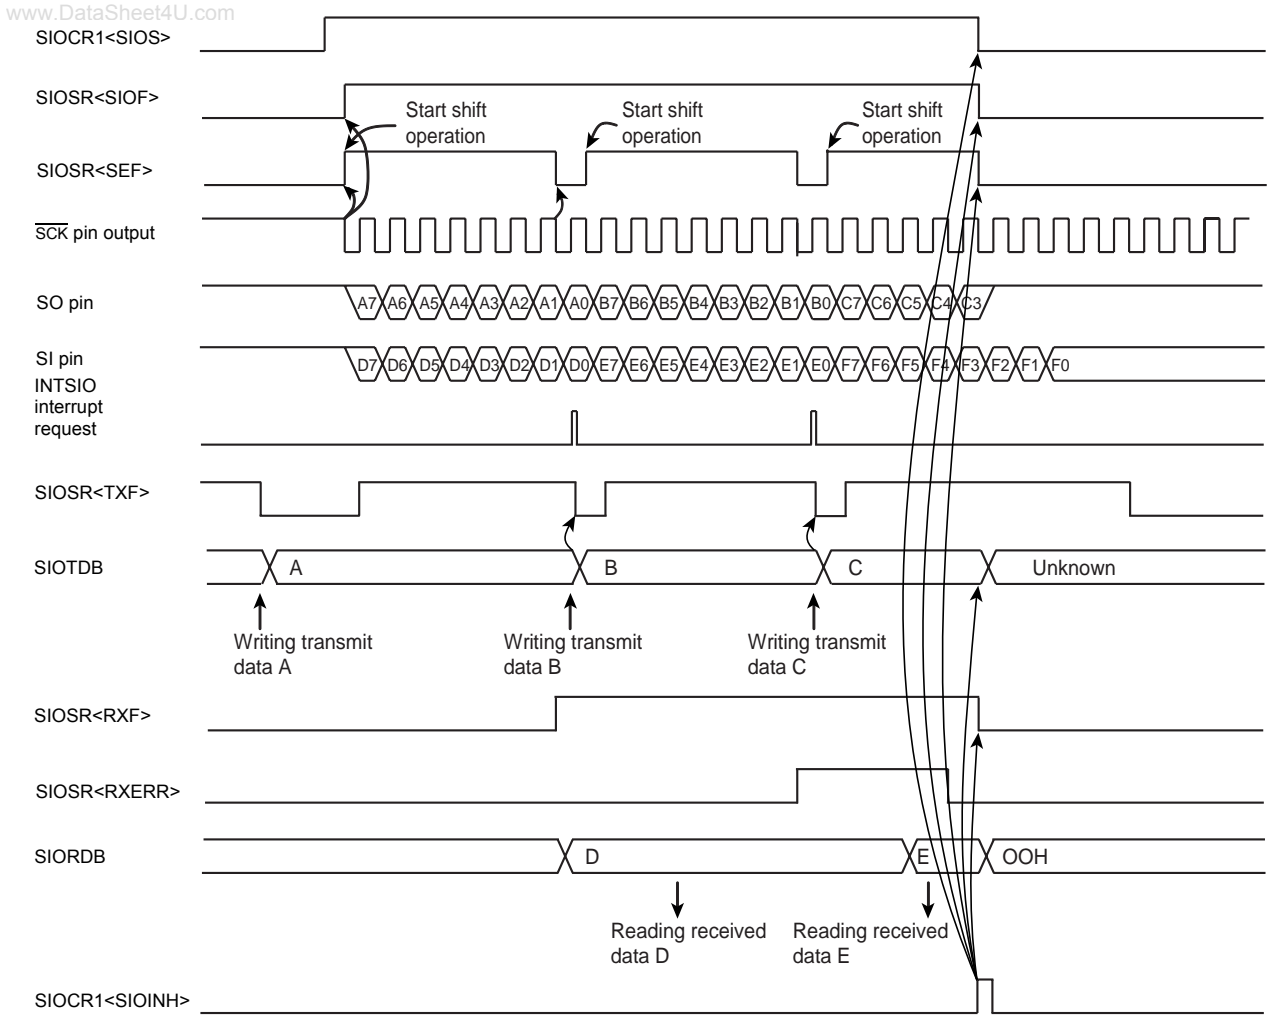 www.DataSheet4U.com
SIOCR1<SIOS>
SIOSR<SIOF>
Start shift
operation
Start shift
operation
Start shift
operation
SIOSR<SEF>
SCK pin output
SO pin
A7 A6 A5 A4 A3 A2 A1 A0 B7 B6 B5 B4 B3 B2 B1 B0 C7 C6 C5 C4 C3
SI pin
D7 D6 D5 D4 D3 D2 D1 D0 E7 E6 E5 E4 E3 E2 E1 E0 F7 F6 F5 F4 F3 F2 F1 F0
INTSIO
interrupt
request
SIOSR<TXF>
SIOTDB
A
B
C
Unknown
Writing transmit
data A
Writing transmit
data B
Writing transmit
data C
SIOSR<RXF>
SIOSR<RXERR>
SIORDB
D
E
OOH
Reading received
data D
Reading received
data E
SIOCR1<SIOINH>